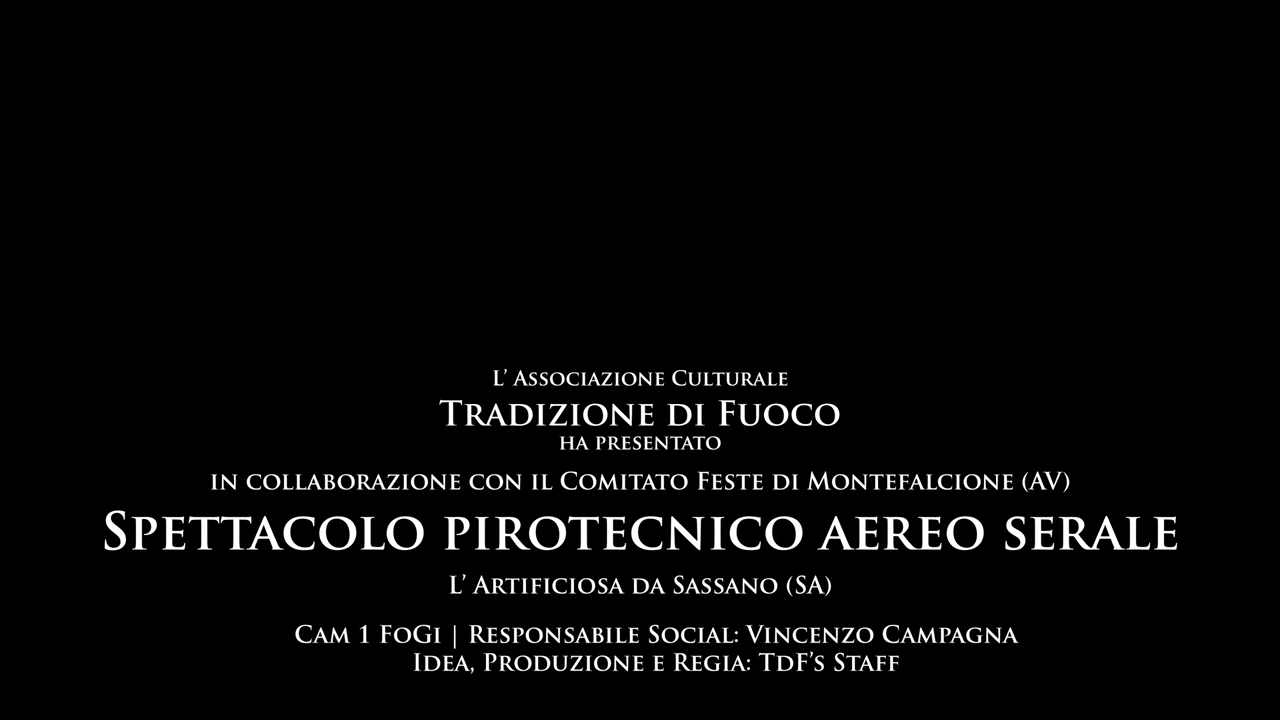 L' Associazione Culturale
Tradizione di Fuoco
ha presentato
in collaborazione con il Comitato Feste di Montefalcione (AV)
Spettacolo pirotecnico aereo serale
L' Artificiosa da Sassano (SA)
Cam 1 FoGi | Responsabile Social: Vincenzo Campagna
Idea, Produzione e Regia: TdF's Staff